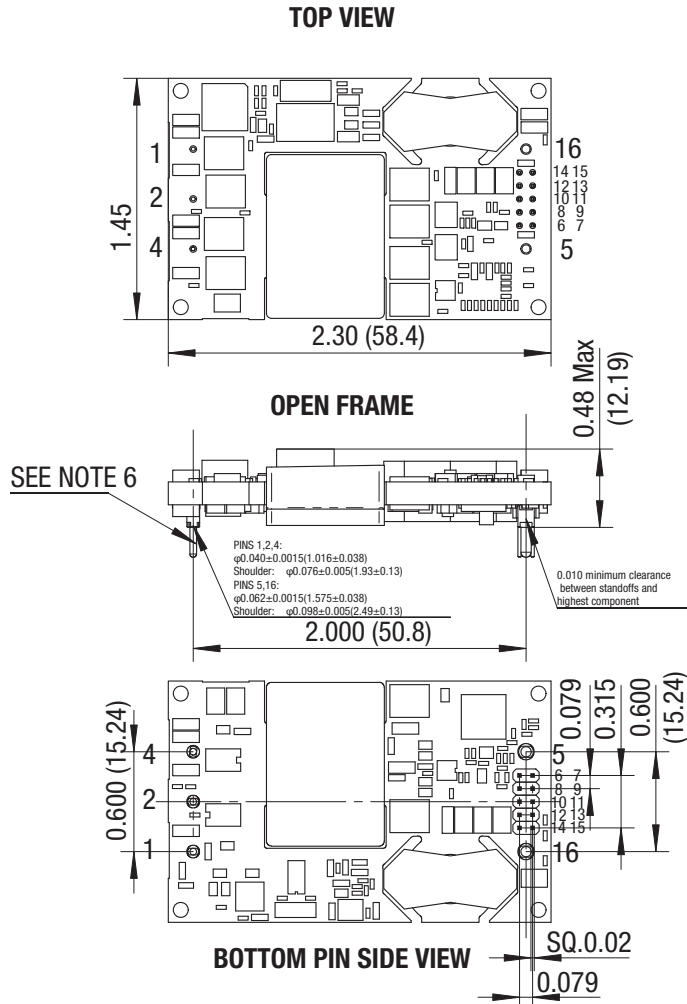 TOP VIEW
1.45
1
2
4
16
14 15
12 13
10 11
8 9
6 7
5
2.30 (58.4)
0.48 Max
(12.19)
OPEN FRAME
SEE NOTE 6
PINS 1,2,4:
φ0.040±0.0015(1.016±0.038)
Shoulder: φ0.076±0.005(1.93±0.13)
PINS 5,16:
φ0.062±0.0015(1.575±0.038)
Shoulder: φ0.098±0.005(2.49±0.13)
0.010 minimum clearance
between standoffs and
highest component
2.000 (50.8)
0.079
0.315
0.600
(15.24)
0.600 (15.24)
4
2
1
5
6 7
8 9
10 11
12 13
14 15
16
BOTTOM PIN SIDE VIEW
SQ.0.02
0.079